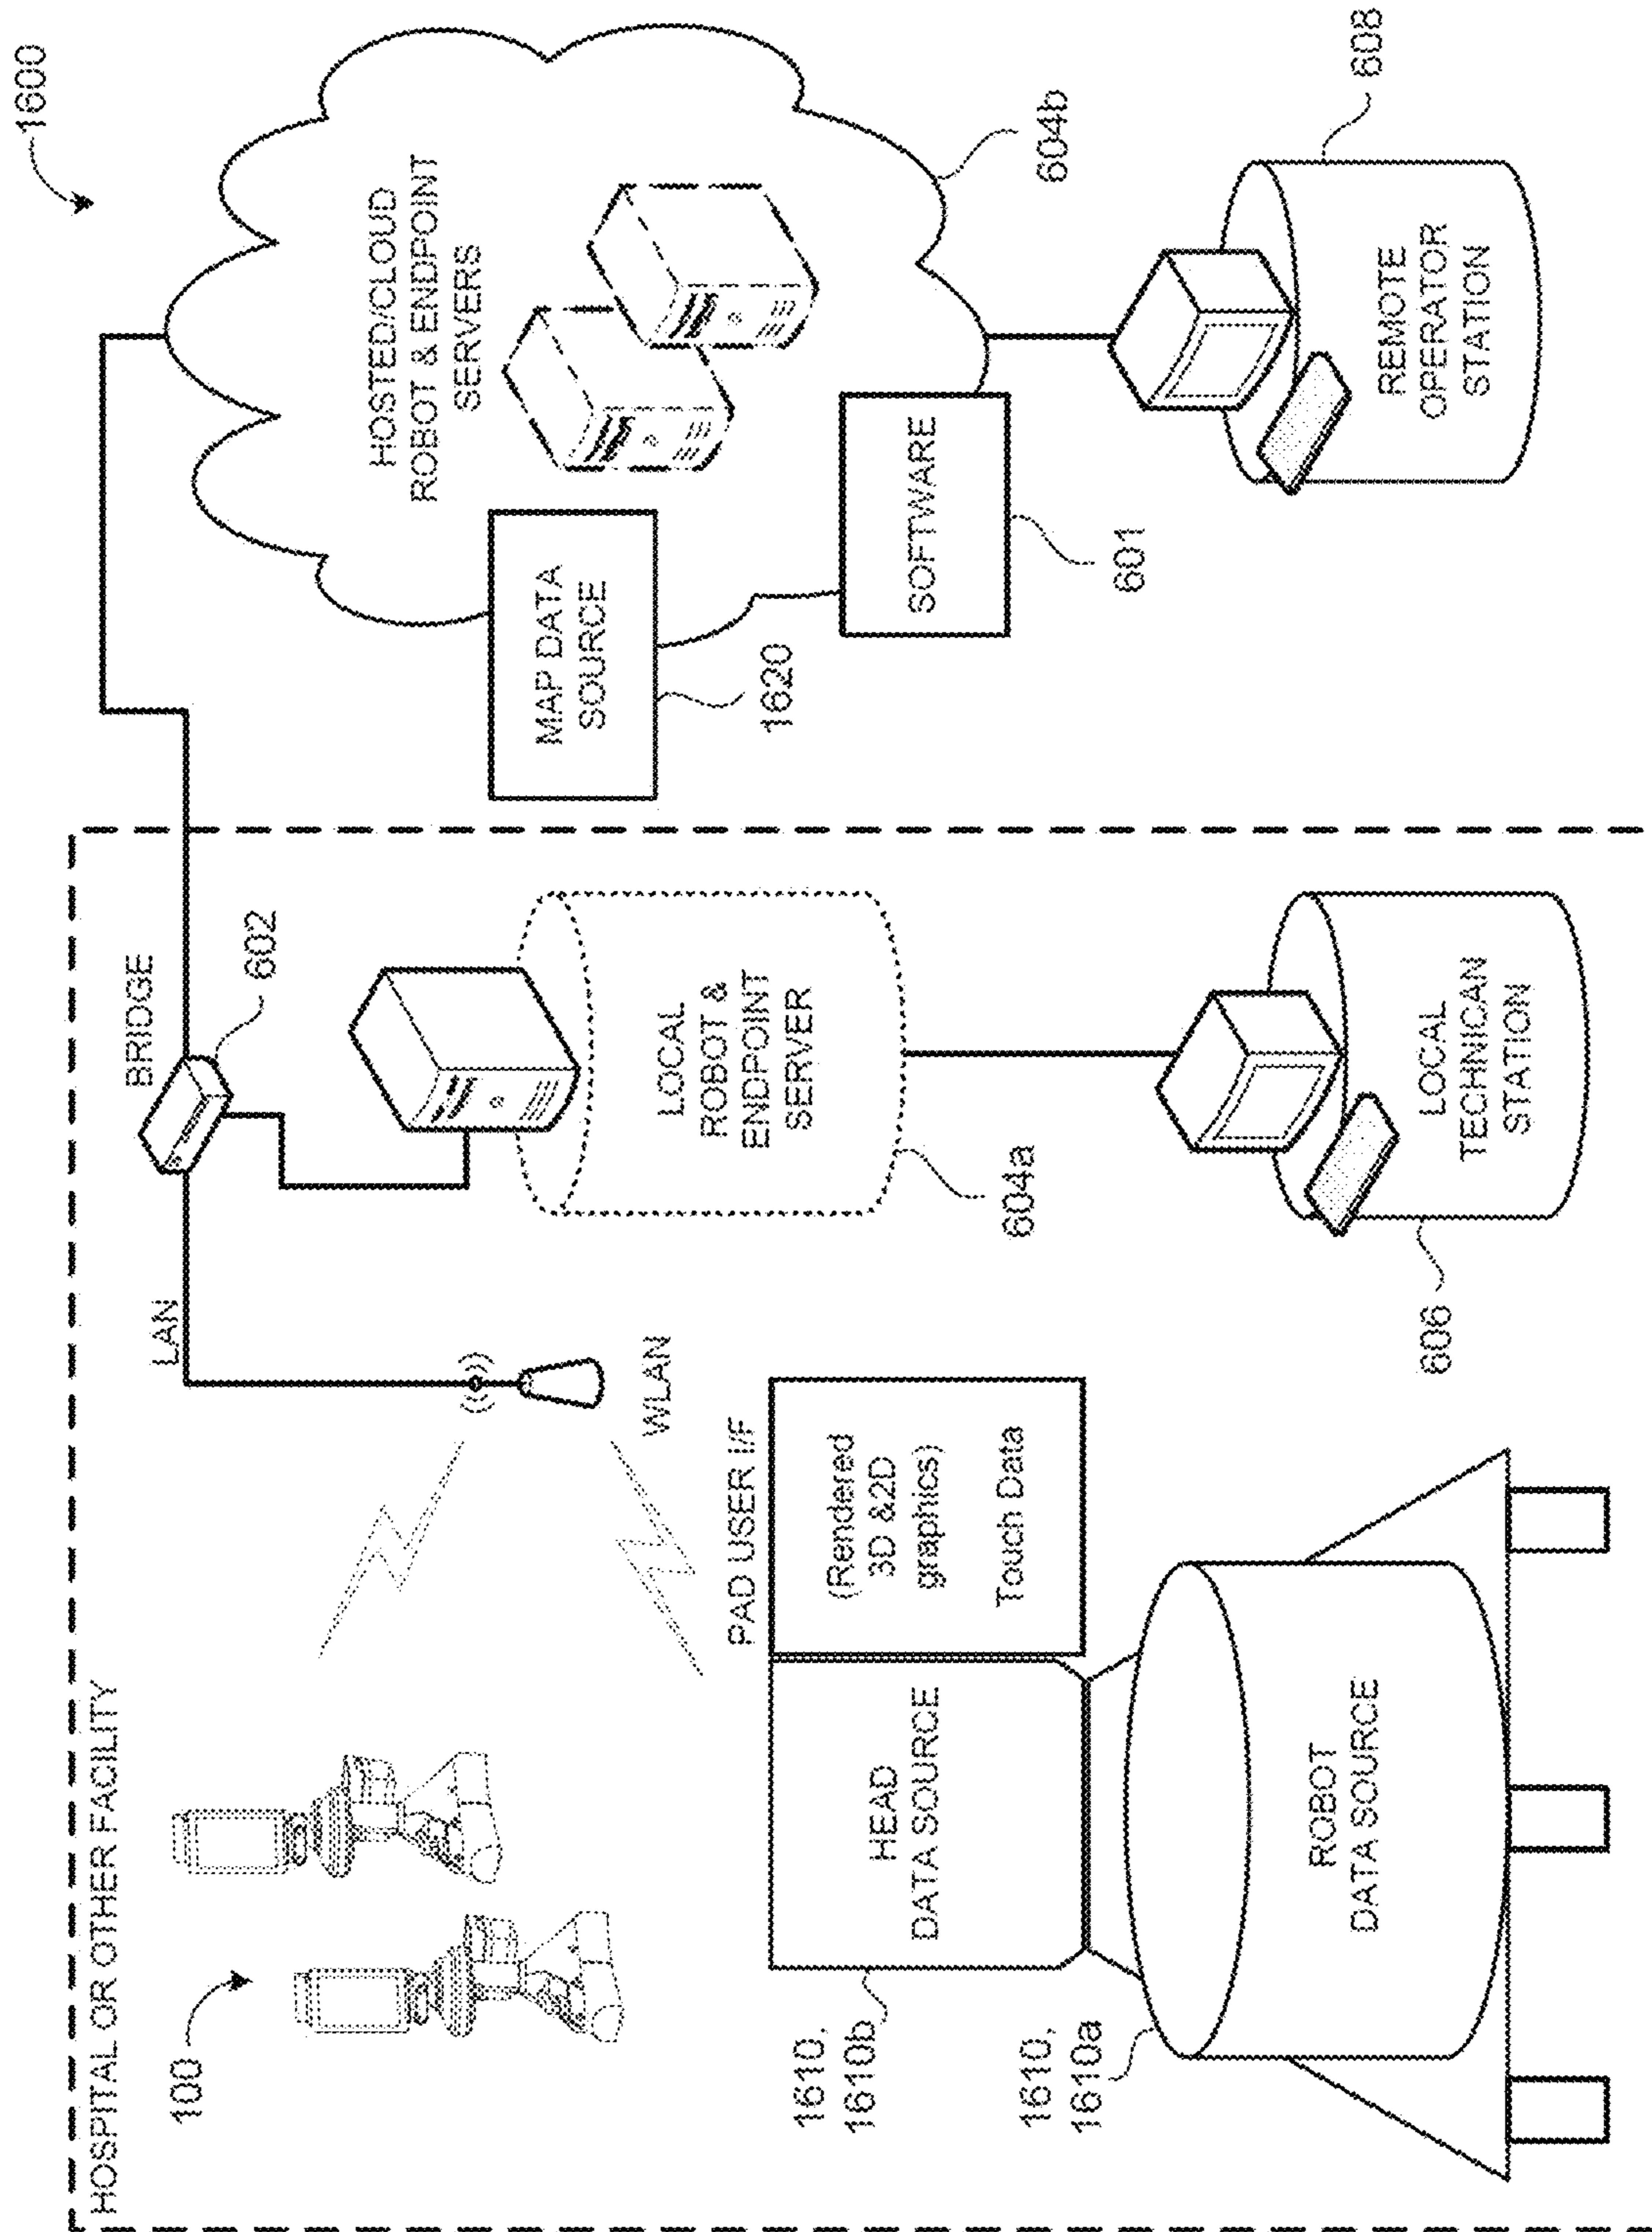 1600
HOSPITAL OR OTHER FACILITY
100
LAN
BRIDGE
602
WLAN
HOSTED/CLOUD
ROBOT & ENDPOINT
SERVERS
604b
MAP DATA
SOURCE
1620
SOFTWARE
601
LOCAL
ROBOT &
ENDPOINT
SERVER
604a
PAD USER I/F
(Rendered
3D &2D
graphics)
Touch Data
HEAD
DATA SOURCE
1610,
1610b
1610,
1610a
ROBOT
DATA SOURCE
606
LOCAL
TECHNICAN
STATION
REMOTE
OPERATOR
STATION
608